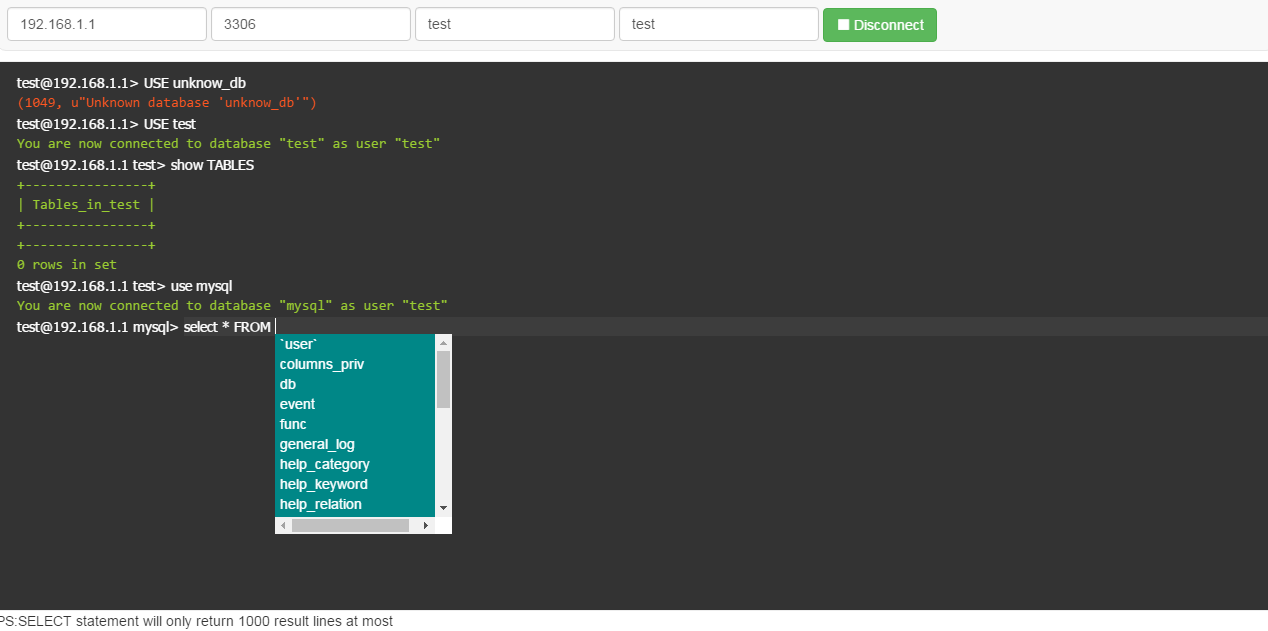 192.168.1.1 3306 test test Disconnect
test@192.168.1.1> USE unknow_db
(1049, u"Unknown database 'unknow_db'")
test@192.168.1.1> USE test
You are now connected to database "test" as user "test"
test@192.168.1.1 test> show TABLES
+----------------+
| Tables_in_test |
+----------------+
+----------------+
0 rows in set
test@192.168.1.1 test> use mysql
You are now connected to database "mysql" as user "test"
test@192.168.1.1 mysql> select * FROM
`user`
columns_priv
db
event
func
general_log
help_category
help_keyword
help_relation
PS:SELECT statement will only return 1000 result lines at most